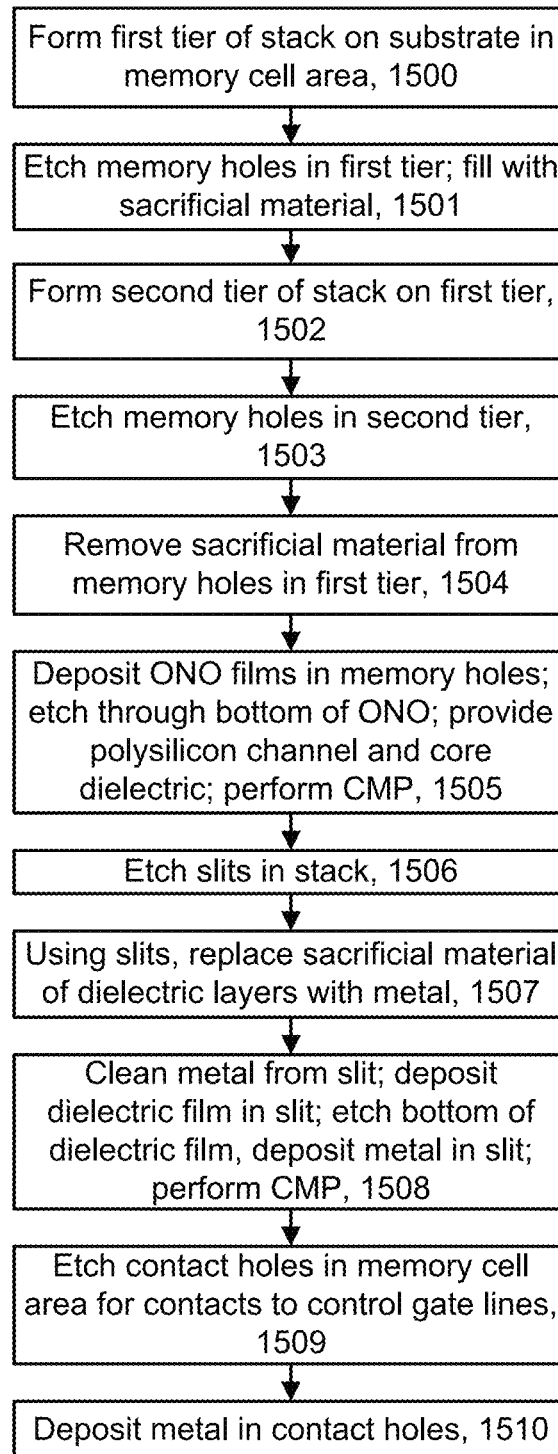 Form first tier of stack on substrate in
memory cell area, 1500
Etch memory holes in first tier; fill with
sacrificial material, 1501
Form second tier of stack on first tier,
1502
Etch memory holes in second tier,
1503
Remove sacrificial material from
memory holes in first tier, 1504
Deposit ONO films in memory holes;
etch through bottom of ONO; provide
polysilicon channel and core
dielectric; perform CMP, 1505
Etch slits in stack, 1506
Using slits, replace sacrificial material
of dielectric layers with metal, 1507
Clean metal from slit; deposit
dielectric film in slit; etch bottom of
dielectric film, deposit metal in slit;
perform CMP, 1508
Etch contact holes in memory cell
area for contacts to control gate lines,
1509
Deposit metal in contact holes, 1510